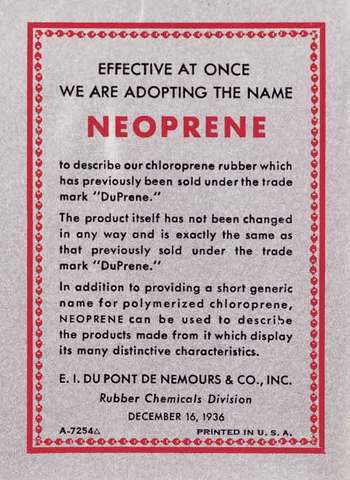 EFFECTIVE AT ONCE
WE ARE ADOPTING THE NAME
NEOPRENE
to describe our chloroprene rubber which
has previously been sold under the trade
mark "DuPrene."
The product itself has not been changed
in any way and is exactly the same as
that previously sold under the trade
mark "DuPrene."
In addition to providing a short generic
name for polymerized chloroprene,
NEOPRENE can be used to describe
the products made from it which display
its many distinctive characteristics.
E. I. DU PONT DE NEMOURS & CO., INC.
Rubber Chemicals Division
DECEMBER 16, 1936
A-7254△
PRINTED IN U. S. A.